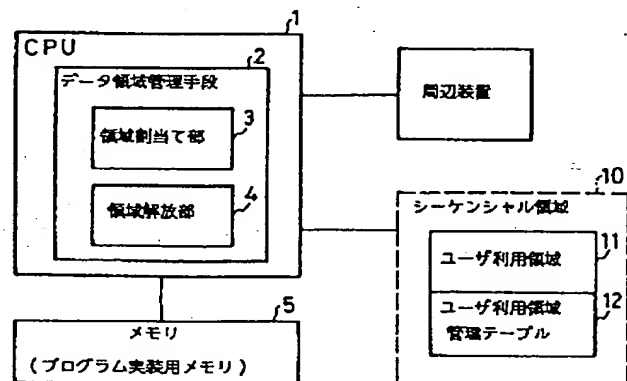 1
CPU
2
データ領域管理手段
3
領域割当て部
4
領域解放部
周辺装置
10
シーケンシャル領域
11
ユーザ利用領域
12
ユーザ利用領域
管理テーブル
5
メモリ
(プログラム実装用メモリ)